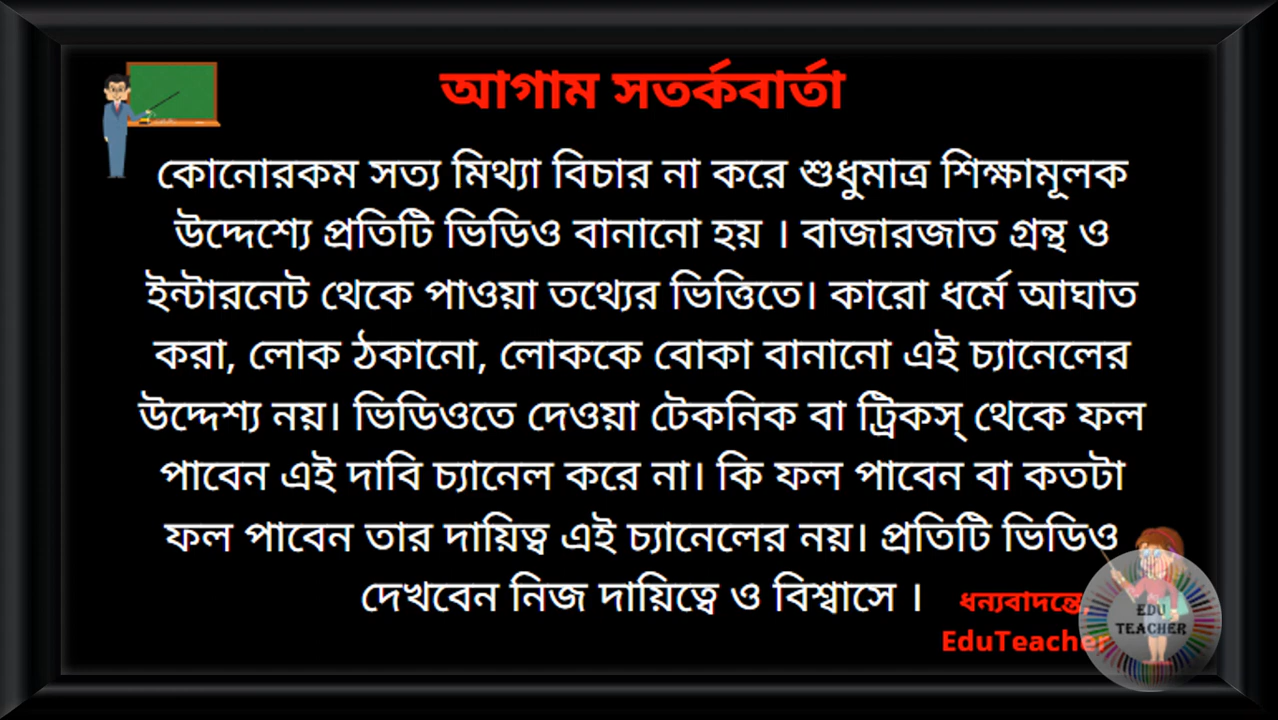 আগাম সতর্কবার্তা
কোনোরকম সত্য মিথ্যা বিচার না করে শুধুমাত্র শিক্ষামূলক
উদ্দেশ্যে প্রতিটি ভিডিও বানানো হয় । বাজারজাত গ্রন্থ ও
ইন্টারনেট থেকে পাওয়া তথ্যের ভিত্তিতে। কারো ধর্মে আঘাত
করা, লোক ঠকানো, লোককে বোকা বানানো এই চ্যানেলের
উদ্দেশ্য নয়। ভিডিওতে দেওয়া টেকনিক বা ট্রিকস্ থেকে ফল
পাবেন এই দাবি চ্যানেল করে না। কি ফল পাবেন বা কতটা
ফল পাবেন তার দায়িত্ব এই চ্যানেলের নয়। প্রতিটি ভিডিও
দেখবেন নিজ দায়িত্বে ও বিশ্বাসে ।
ধন্যবাদন্তে,
EduTeacher
EDU
TEACHER